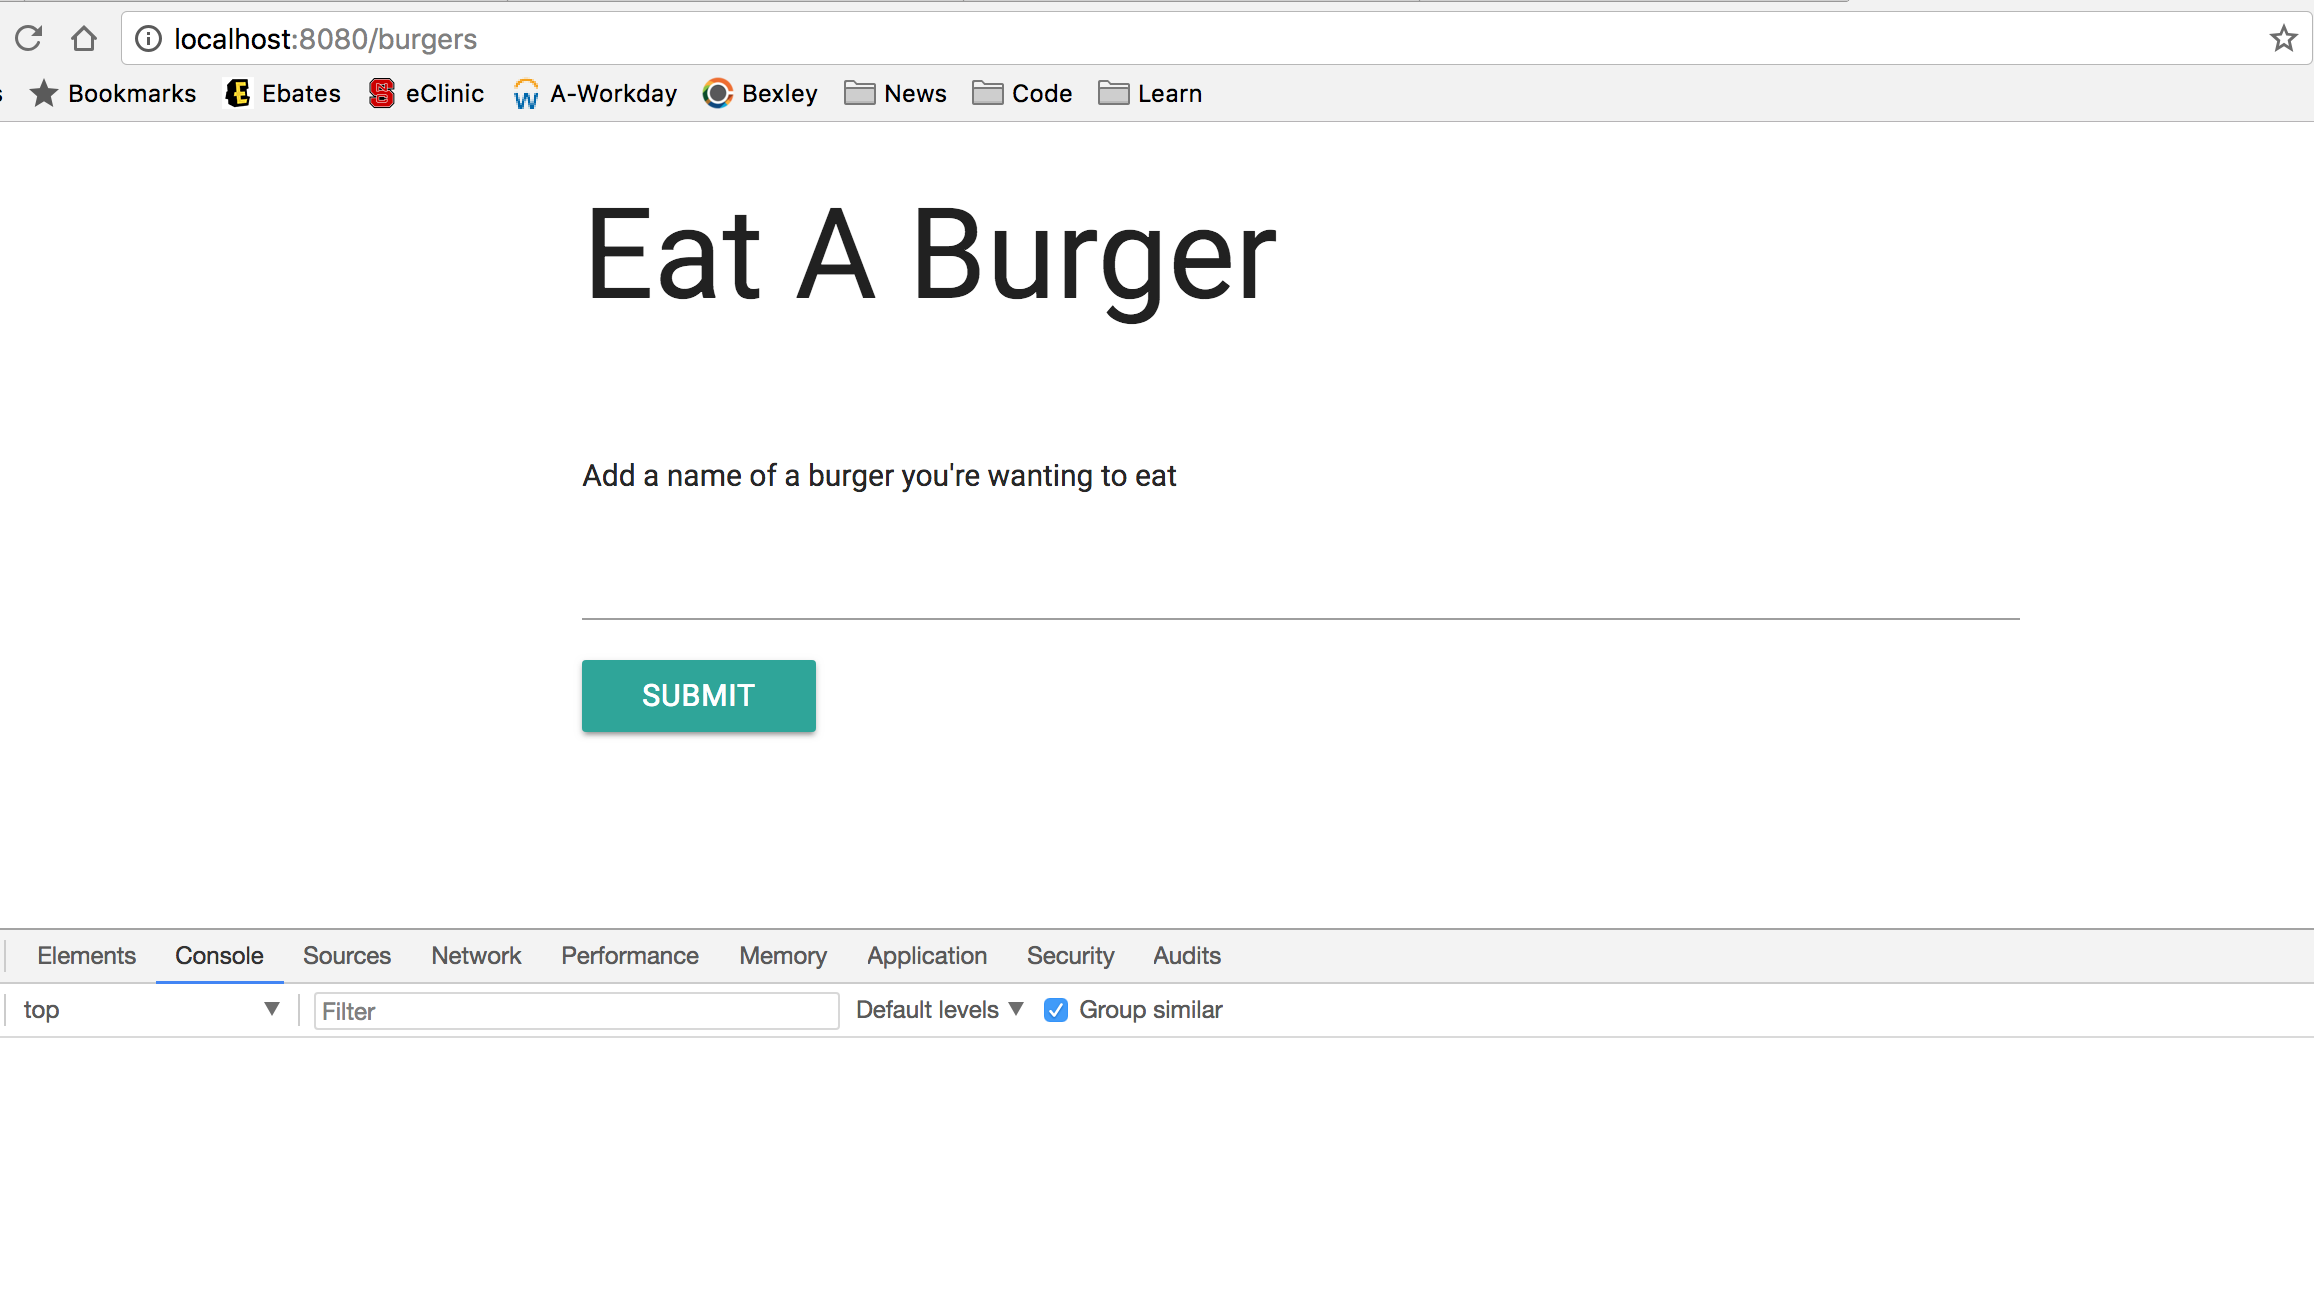 localhost:8080/burgers
s Bookmarks Ebates eClinic A-Workday Bexley News Code Learn
Eat A Burger
Add a name of a burger you're wanting to eat
SUBMIT
Elements Console Sources Network Performance Memory Application Security Audits
top Filter Default levels Group similar